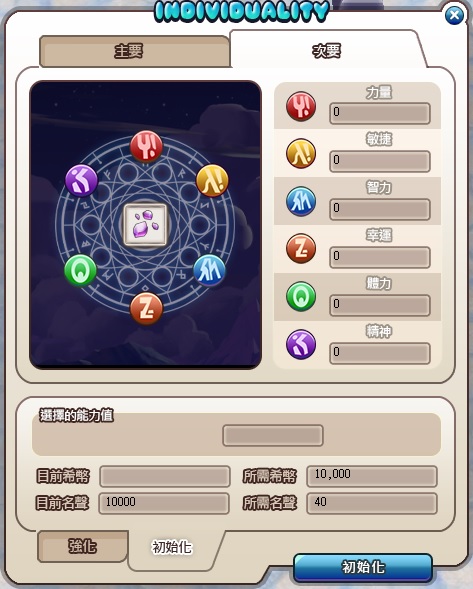 INDIVIDUALITY
主要
次要
力量
0
敏捷
0
智力
0
幸運
0
體力
0
精神
0
選擇的能力值
目前希幣
所需希幣 10,000
目前名聲 10000
所需名聲 40
強化
初始化
初始化